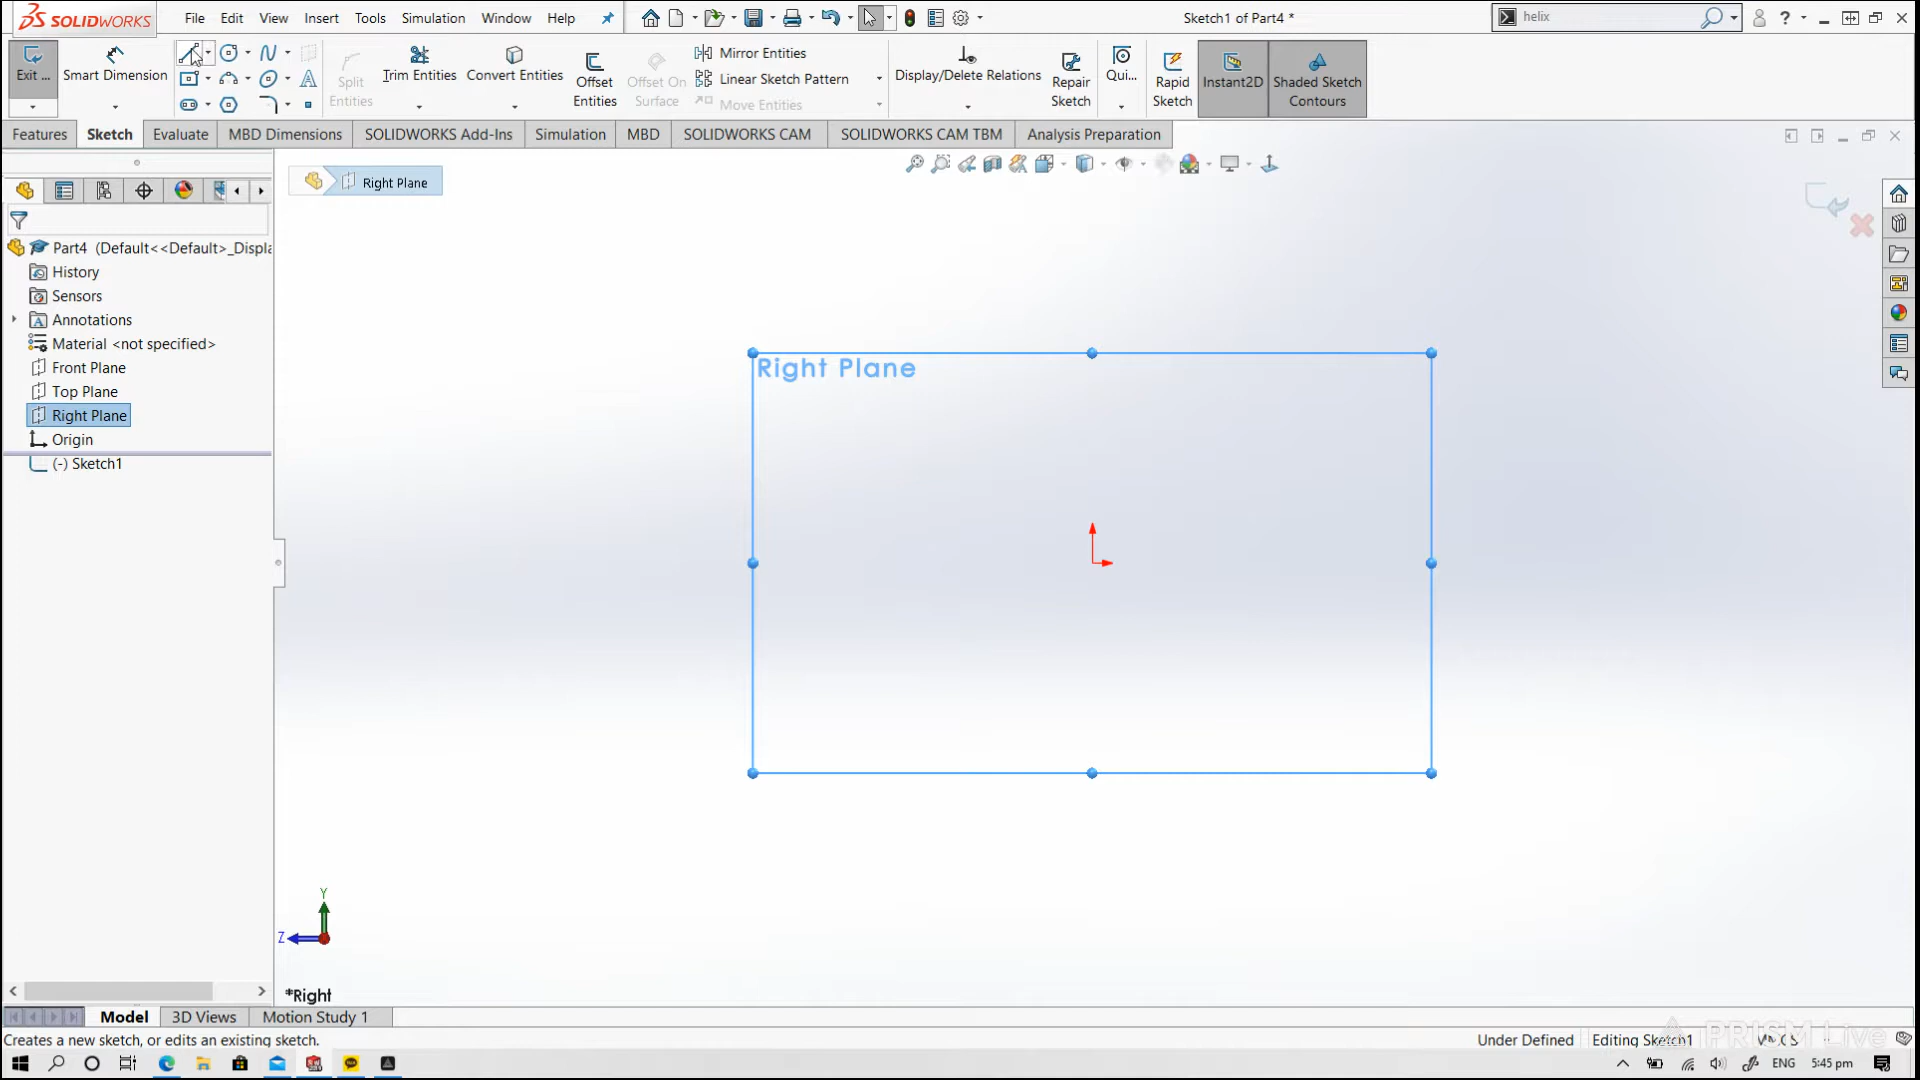 SOLIDWORKS File Edit View Insert Tools Simulation Window Help Sketch1 of Part4 * helix
Exit ... Smart Dimension Split Entities Trim Entities Convert Entities Offset Entities Offset On Surface Mirror Entities Linear Sketch Pattern Move Entities Display/Delete Relations Repair Sketch Qui... Rapid Sketch Instant2D Shaded Sketch Contours
Features Sketch Evaluate MBD Dimensions SOLIDWORKS Add-Ins Simulation MBD SOLIDWORKS CAM SOLIDWORKS CAM TBM Analysis Preparation
Right Plane
Part4 (Default<<Default>_Displa
History
Sensors
Annotations
Material <not specified>
Front Plane
Top Plane
Right Plane
Origin
(-) Sketch1
Right Plane
Y
Z
*Right
Model 3D Views Motion Study 1
Creates a new sketch, or edits an existing sketch. Under Defined Editing Sketch1
PRISM Live
ENG 5:45 pm